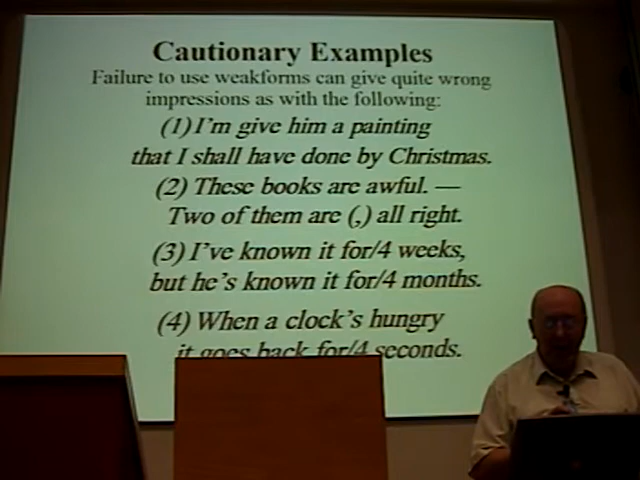 Cautionary Examples
Failure to use weakforms can give quite wrong
impressions as with the following:
(1) I'm give him a painting
that I shall have done by Christmas.
(2) These books are awful. —
Two of them are (,) all right.
(3) I've known it for/4 weeks,
but he's known it for/4 months.
(4) When a clock's hungry
it goes back for/4 seconds.